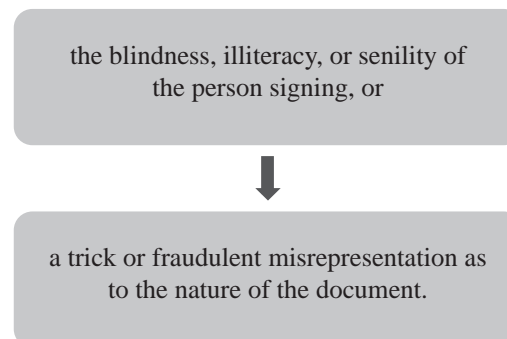 the blindness, illiteracy, or senility of
the person signing, or
a trick or fraudulent misrepresentation as
to the nature of the document.